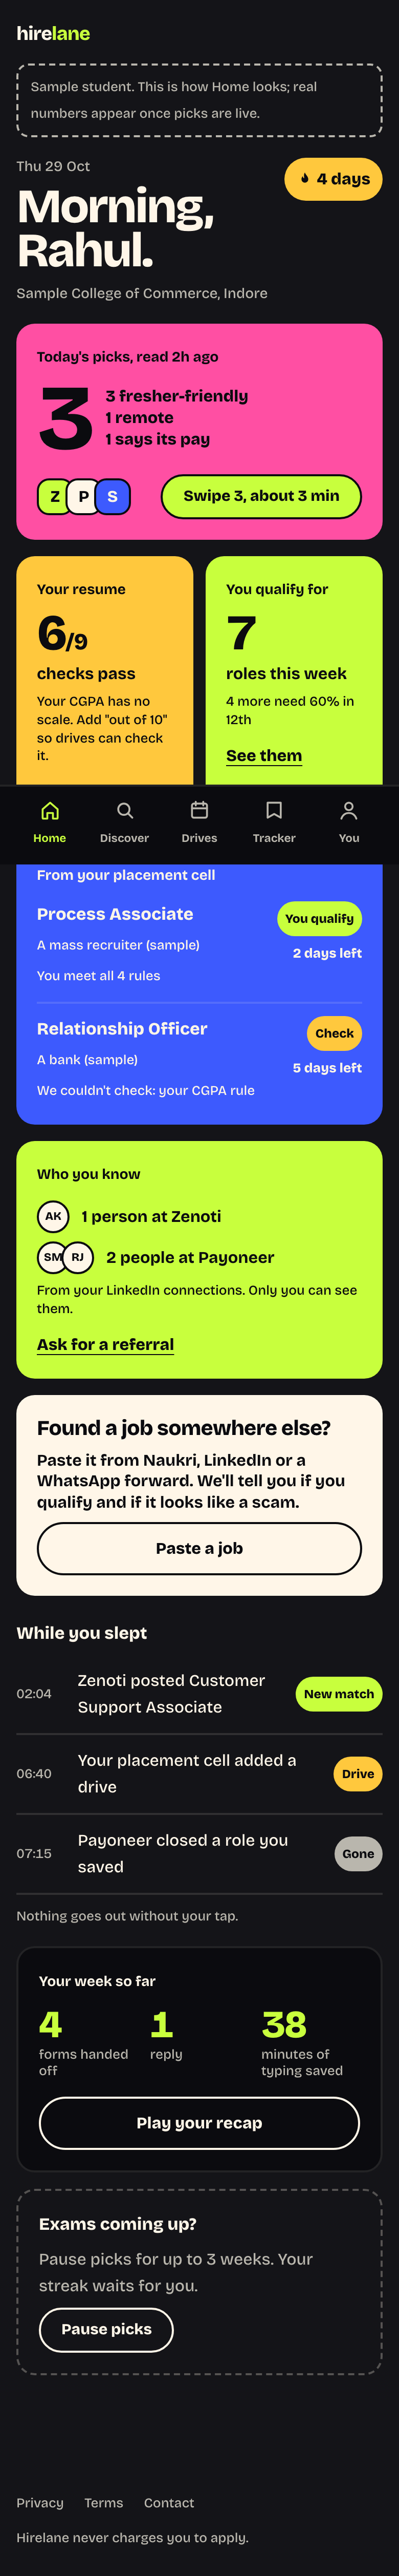 hirelane
Sample student. This is how Home looks; real
numbers appear once picks are live.
Thu 29 Oct
4 days
Morning,
Rahul.
Sample College of Commerce, Indore
Today's picks, read 2h ago
3
3 fresher-friendly
1 remote
1 says its pay
Z P S
Swipe 3, about 3 min
Your resume
6/9
checks pass
Your CGPA has no
scale. Add "out of 10"
so drives can check
it.
You qualify for
7
roles this week
4 more need 60% in
12th
See them
Home Discover Drives Tracker You
From your placement cell
Process Associate
You qualify
A mass recruiter (sample)
2 days left
You meet all 4 rules
Relationship Officer
Check
A bank (sample)
5 days left
We couldn't check: your CGPA rule
Who you know
AK 1 person at Zenoti
SM RJ 2 people at Payoneer
From your LinkedIn connections. Only you can see
them.
Ask for a referral
Found a job somewhere else?
Paste it from Naukri, LinkedIn or a
WhatsApp forward. We'll tell you if you
qualify and if it looks like a scam.
Paste a job
While you slept
02:04
Zenoti posted Customer
Support Associate
New match
06:40
Your placement cell added a
drive
Drive
07:15
Payoneer closed a role you
saved
Gone
Nothing goes out without your tap.
Your week so far
4
forms handed
off
1
reply
38
minutes of
typing saved
Play your recap
Exams coming up?
Pause picks for up to 3 weeks. Your
streak waits for you.
Pause picks
Privacy Terms Contact
Hirelane never charges you to apply.